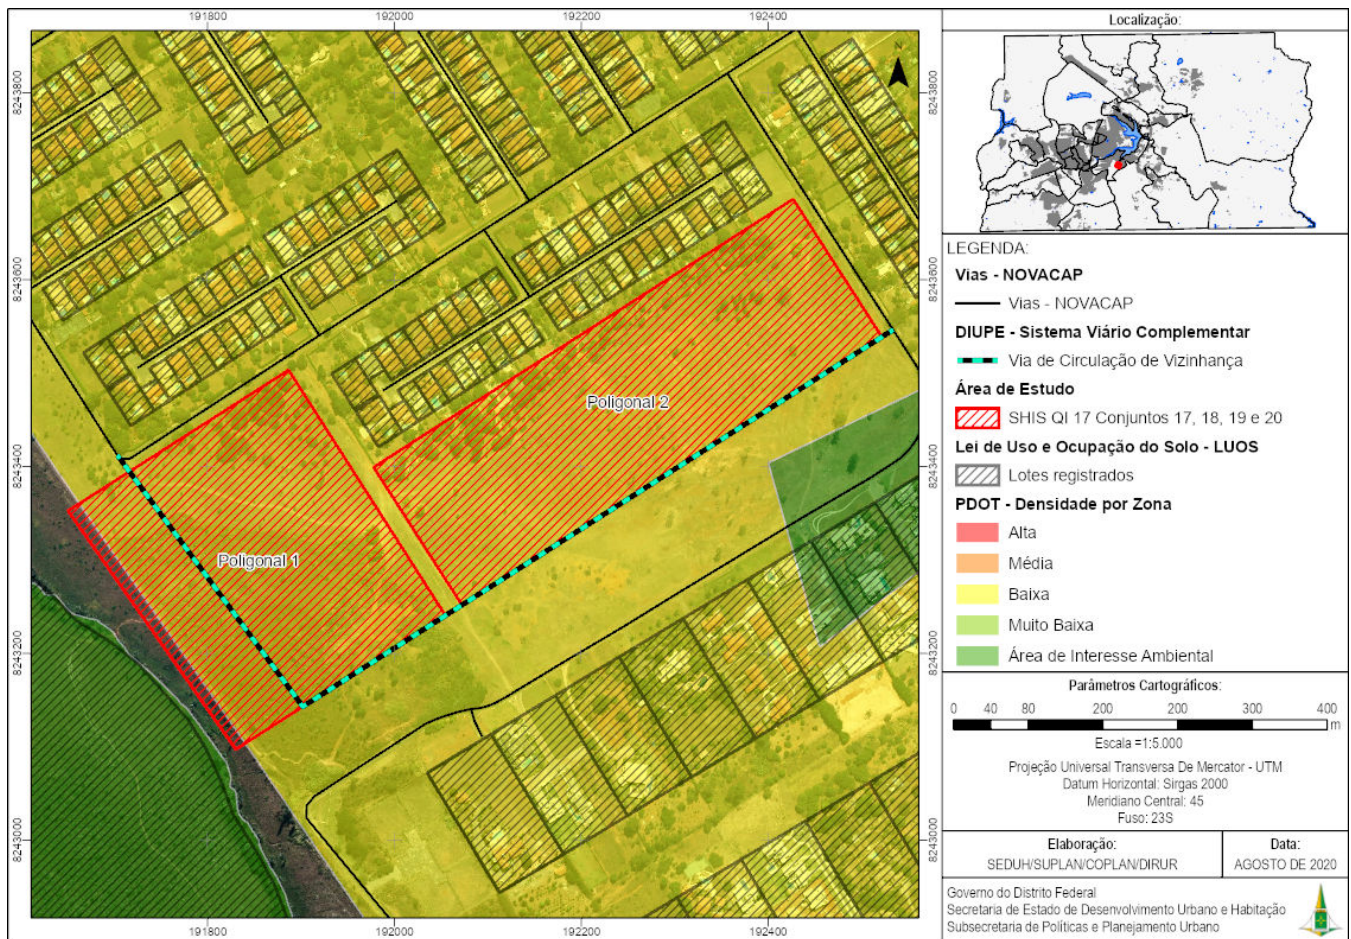 191800
192000
192200
192400
8243800
8243600
8243400
8243200
8243000
8243800
8243600
8243400
8243200
8243000
N
Poligonal 2
Poligonal 1
191800
192000
192200
192400
Localização:
LEGENDA:
Vias - NOVACAP
Vias - NOVACAP
DIUPE - Sistema Viário Complementar
Via de Circulação de Vizinhança
Área de Estudo
SHIS QI 17 Conjuntos 17, 18, 19 e 20
Lei de Uso e Ocupação do Solo - LUOS
Lotes registrados
PDOT - Densidade por Zona
Alta
Média
Baixa
Muito Baixa
Área de Interesse Ambiental
Parâmetros Cartográficos:
0 40 80 200 200 300 400
m
Escala =1:5.000
Projeção Universal Transversa De Mercator - UTM
Datum Horizontal: Sirgas 2000
Meridiano Central: 45
Fuso: 23S
Elaboração:
SEDUH/SUPLAN/COPLAN/DIRUR
Data:
AGOSTO DE 2020
Governo do Distrito Federal
Secretaria de Estado de Desenvolvimento Urbano e Habitação
Subsecretaria de Políticas e Planejamento Urbano